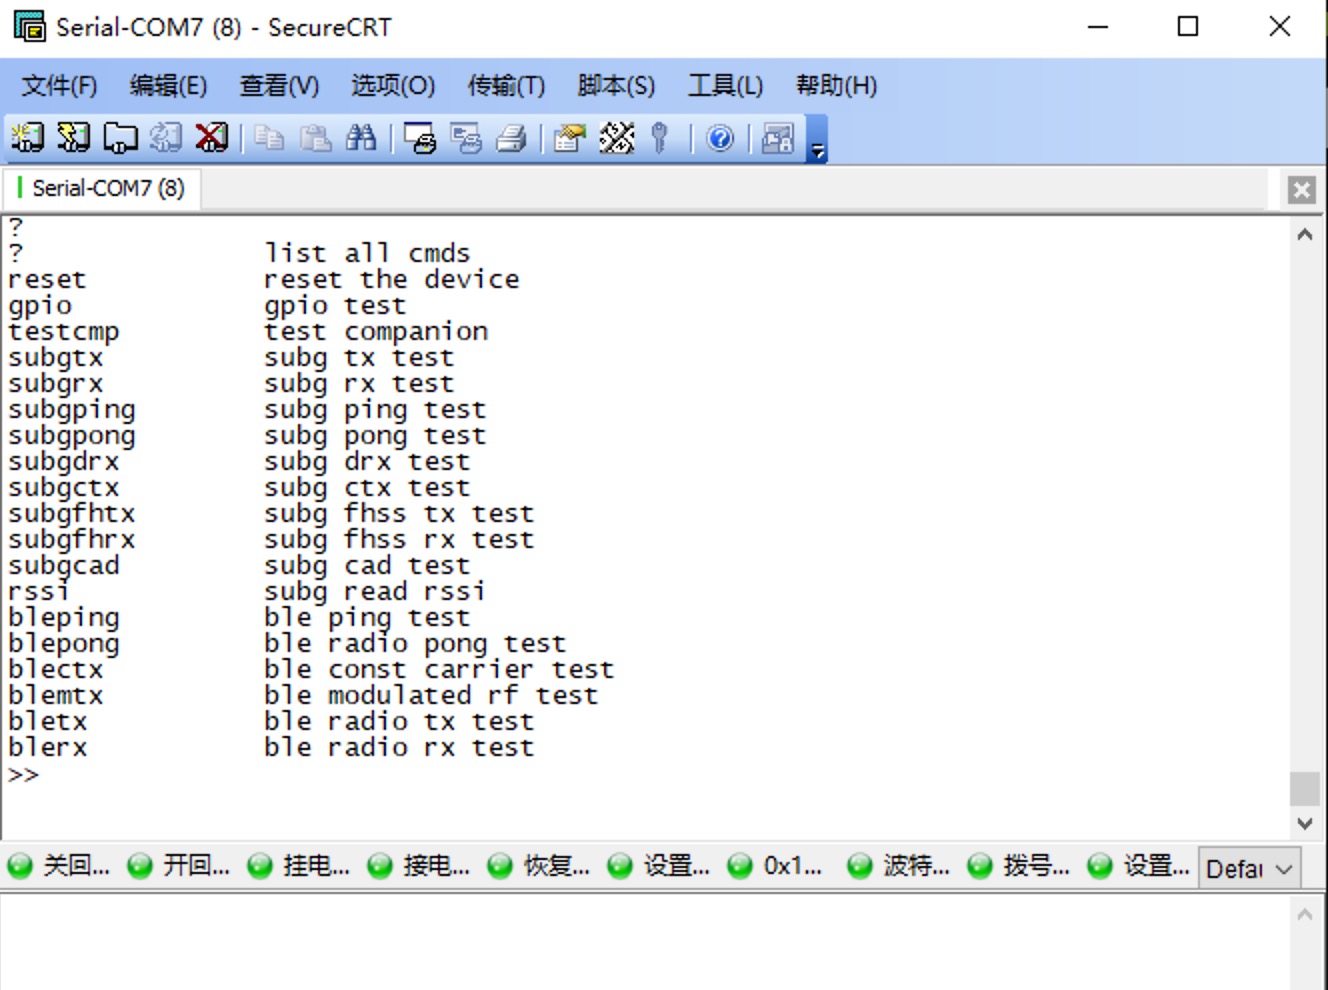 Serial-COM7 (8) - SecureCRT
文件(F) 编辑(E) 查看(V) 选项(O) 传输(T) 脚本(S) 工具(L) 帮助(H)
Serial-COM7 (8)
?
? list all cmds
reset reset the device
gpio gpio test
testcmp test companion
subgtx subg tx test
subgrx subg rx test
subgping subg ping test
subgpong subg pong test
subgdrx subg drx test
subgctx subg ctx test
subgfhtx subg fhss tx test
subgfhrx subg fhss rx test
subgcad subg cad test
rssi subg read rssi
bleping ble ping test
blepong ble radio pong test
blectx ble const carrier test
blemtx ble modulated rf test
bletx ble radio tx test
blerx ble radio rx test
>>
关回... 开回... 挂电... 接电... 恢复... 设置... 0x1... 波特... 拨号... 设置... Defau